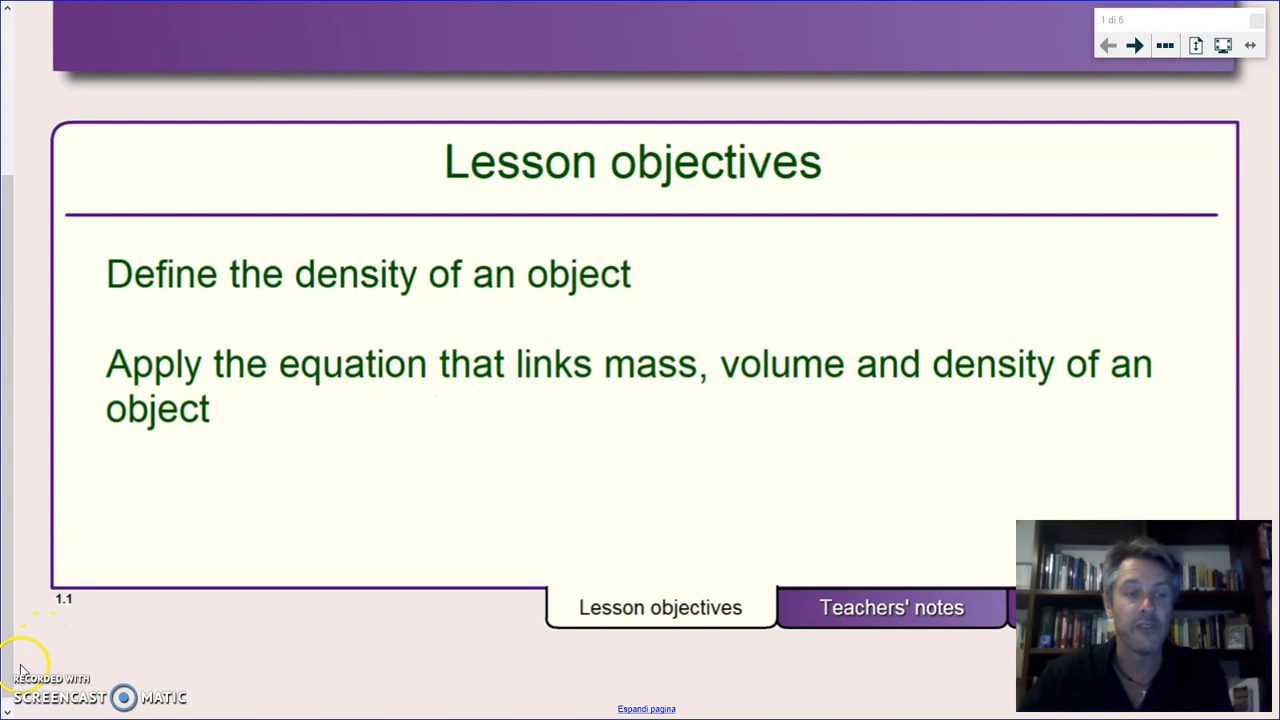 1 di 6
Lesson objectives
Define the density of an object
Apply the equation that links mass, volume and density of an
object
1.1
Lesson objectives
Teachers' notes
RECORDED WITH
SCREENCAST MATIC
Espandi pagina